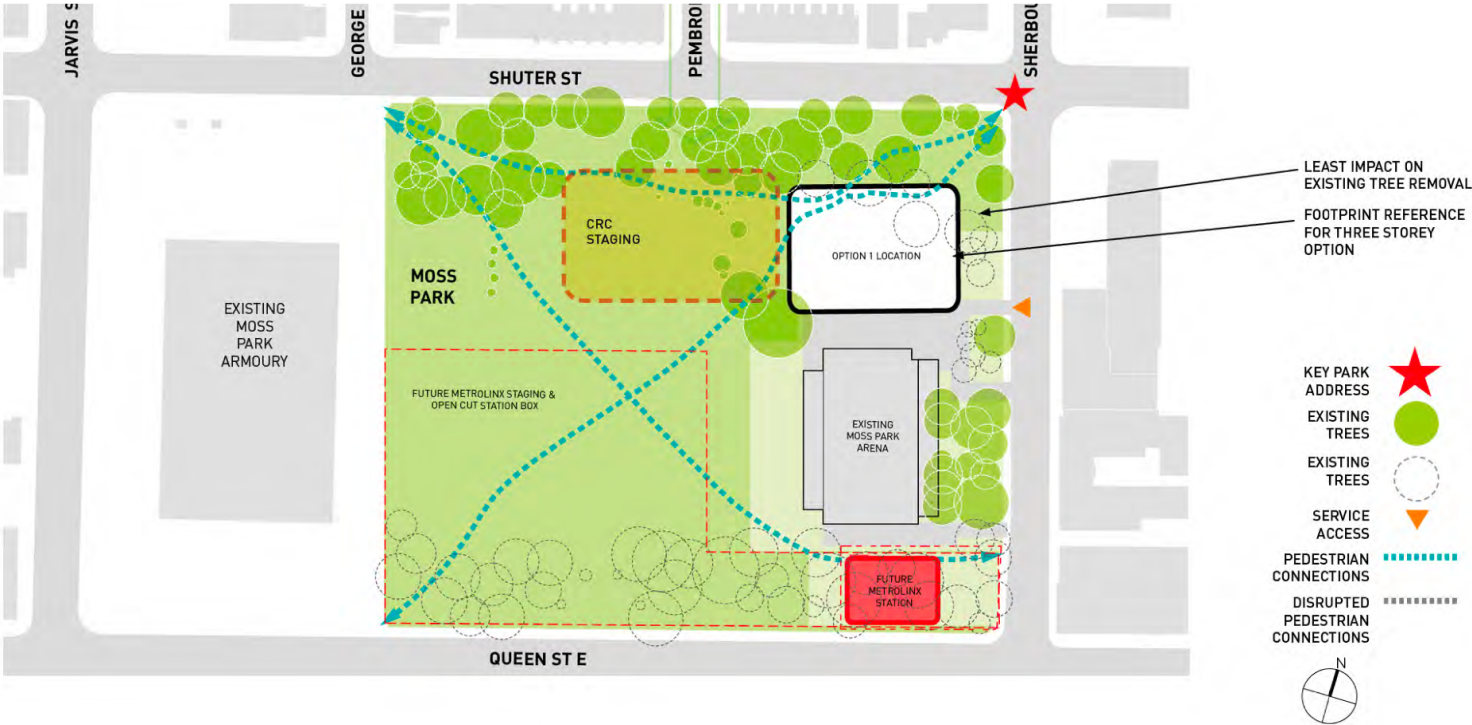 JARVIS S
GEORGE
PEMBRO
SHERBOU
SHUTER ST
LEAST IMPACT ON
EXISTING TREE REMOVAL
FOOTPRINT REFERENCE
FOR THREE STOREY
OPTION
CRC
STAGING
OPTION 1 LOCATION
MOSS
PARK
EXISTING
MOSS
PARK
ARMOURY
FUTURE METROLINX STAGING &
OPEN CUT STATION BOX
EXISTING
MOSS PARK
ARENA
FUTURE
METROLINX
STATION
QUEEN ST E
KEY PARK
ADDRESS
EXISTING
TREES
EXISTING
TREES
SERVICE
ACCESS
PEDESTRIAN
CONNECTIONS
DISRUPTED
PEDESTRIAN
CONNECTIONS
N